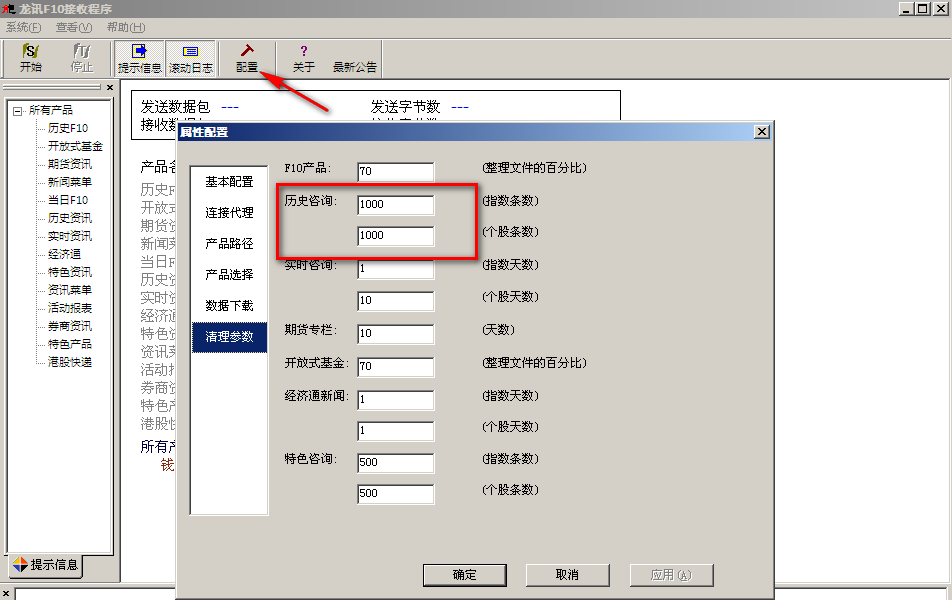 龙讯F10接收程序
系统(E) 查看(V) 帮助(H)
开始 停止 提示信息 滚动日志 配置 关于 最新公告
所有产品
历史F10
开放式基金
期货资讯
新闻菜单
当日F10
历史资讯
实时资讯
经济通
特色资讯
资讯菜单
活动报表
券商资讯
特色产品
港股快递
提示信息
发送数据包 --- 发送字节数 ---
接收数
产品名
历史F
开放式
期货资
新闻菜
当日F
历史资
实时资
经济通
特色资
资讯菜
活动报
券商资
特色产
港股快
所有产
钱
属性配置
基本配置
连接代理
产品路径
产品选择
数据下载
清理参数
F10产品: 70 (整理文件的百分比)
历史咨询: 1000 (指数条数)
1000 (个股条数)
实时咨询: 1 (指数天数)
10 (个股天数)
期货专栏: 10 (天数)
开放式基金: 70 (整理文件的百分比)
经济通新闻: 1 (指数天数)
1 (个股天数)
特色咨询: 500 (指数条数)
500 (个股条数)
确定 取消 应用(A)